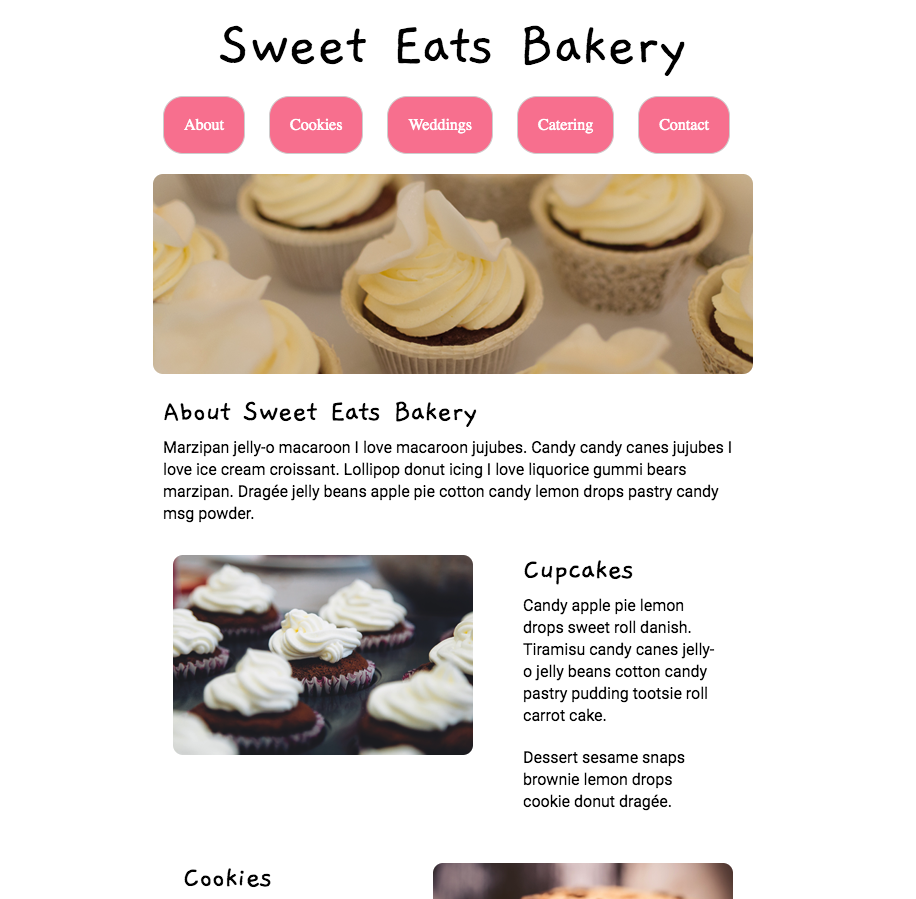 Sweet Eats Bakery
About Cookies Weddings Catering Contact
About Sweet Eats Bakery
Marzipan jelly-o macaroon I love macaroon jujubes. Candy candy canes jujubes I
love ice cream croissant. Lollipop donut icing I love liquorice gummi bears
marzipan. Dragée jelly beans apple pie cotton candy lemon drops pastry candy
msg powder.
Cupcakes
Candy apple pie lemon
drops sweet roll danish.
Tiramisu candy canes jelly-
o jelly beans cotton candy
pastry pudding tootsie roll
carrot cake.
Dessert sesame snaps
brownie lemon drops
cookie donut dragée.
Cookies